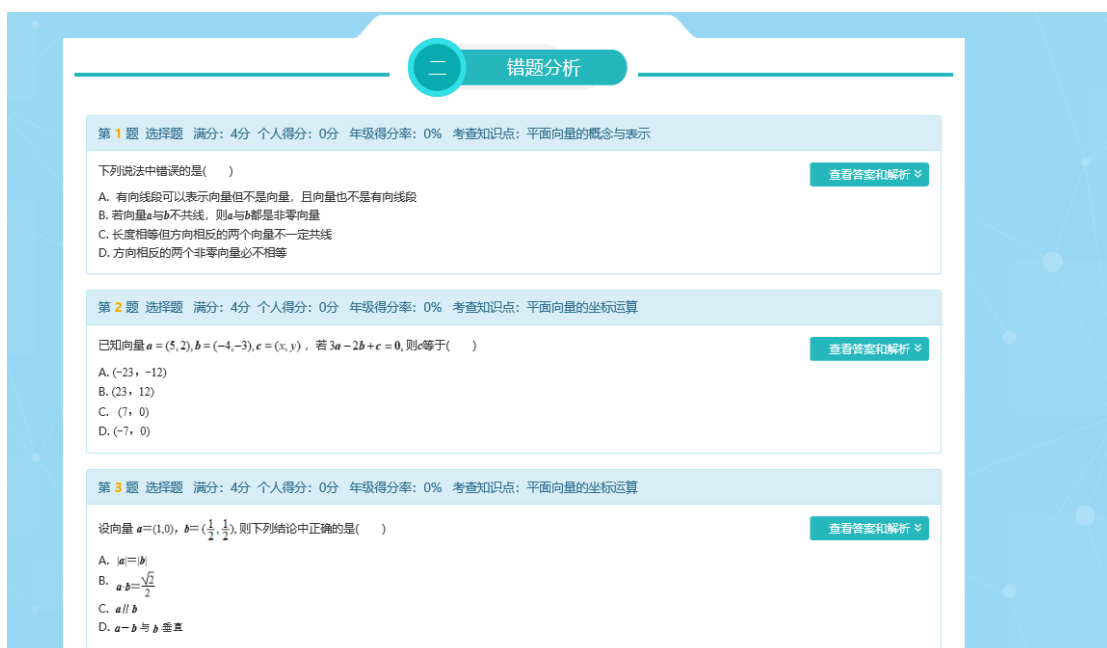 二 错题分析
第 1 题 选择题 满分：4分 个人得分：0分 年级得分率：0% 考查知识点：平面向量的概念与表示
下列说法中错误的是( )
查看答案和解析
A. 有向线段可以表示向量但不是向量，且向量也不是有向线段
B. 若向量a与b不共线，则a与b都是非零向量
C. 长度相等但方向相反的两个向量不一定共线
D. 方向相反的两个非零向量必不相等
第 2 题 选择题 满分：4分 个人得分：0分 年级得分率：0% 考查知识点：平面向量的坐标运算
已知向量 a = (5, 2), b = (−4,−3), c = (x, y) ，若 3a − 2b + c = 0, 则c等于( )
查看答案和解析
A. (−23，−12)
B. (23，12)
C. (7，0)
D. (−7，0)
第 3 题 选择题 满分：4分 个人得分：0分 年级得分率：0% 考查知识点：平面向量的坐标运算
设向量 a=(1,0)，b= (1/2, 1/2), 则下列结论中正确的是( )
查看答案和解析
A. |a|=|b|
B. a·b=√2/2
C. a// b
D. a− b 与 b 垂直